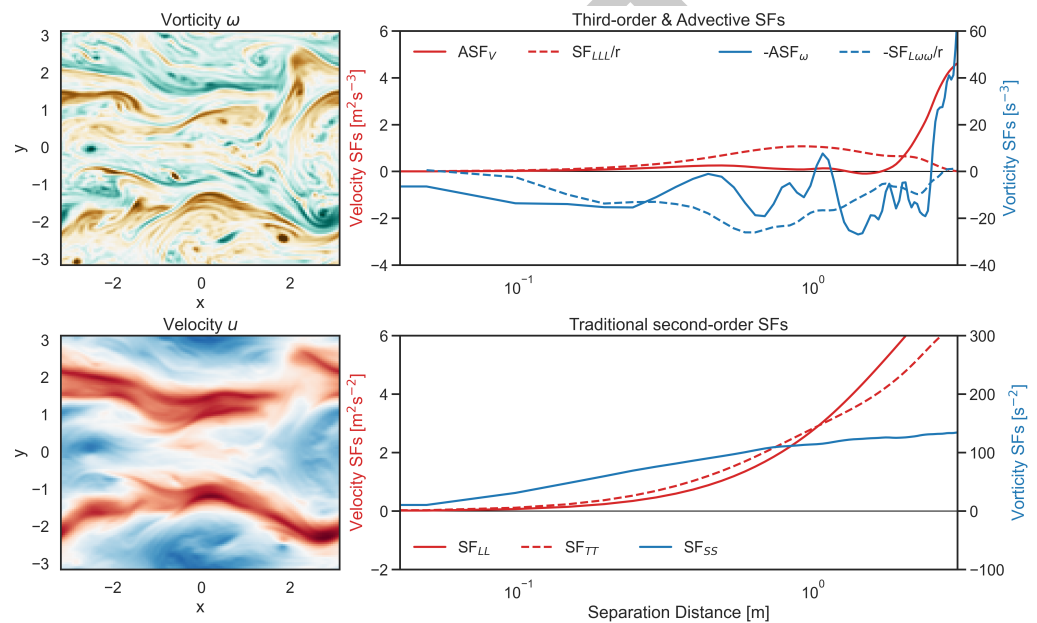 Vorticity ω
3
2
1
0
−1
−2
−3
y
−2
0
2
x
Third-order & Advective SFs
ASF_V
SF_LLL/r
-ASF_ω
-SF_Lωω/r
6
4
2
0
−2
−4
Velocity SFs [m²s⁻³]
60
40
20
0
−20
−40
Vorticity SFs [s⁻³]
10⁻¹
10⁰
Velocity u
3
2
1
0
−1
−2
−3
y
−2
0
2
x
Traditional second-order SFs
6
4
2
0
−2
Velocity SFs [m²s⁻²]
300
200
100
0
−100
Vorticity SFs [s⁻²]
SF_LL
SF_TT
SF_SS
10⁻¹
10⁰
Separation Distance [m]